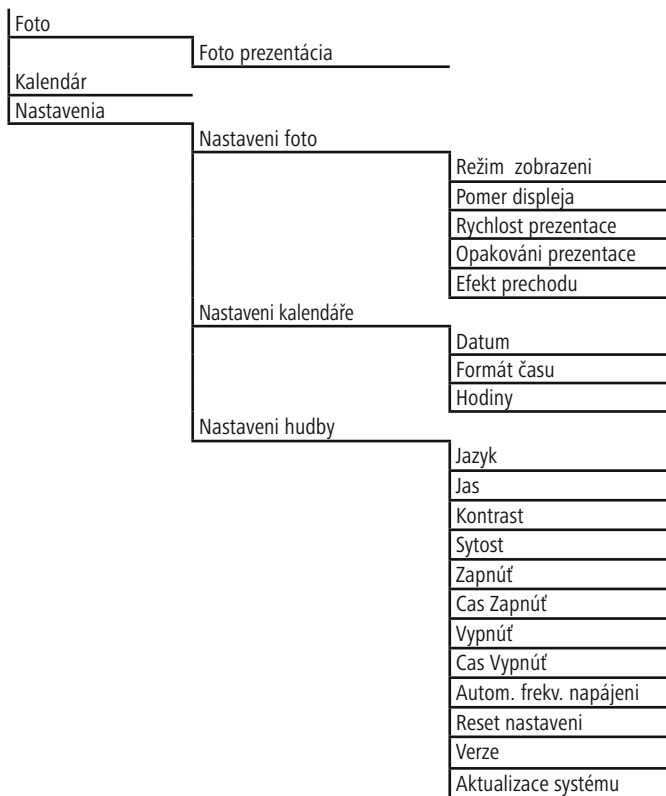 Foto
Foto prezentácia
Kalendár
Nastavenia
Nastaveni foto
Režim zobrazeni
Pomer displeja
Rychlost prezentace
Opakováni prezentace
Efekt prechodu
Nastaveni kalendáře
Datum
Formát času
Hodiny
Nastaveni hudby
Jazyk
Jas
Kontrast
Sytost
Zapnúť
Cas Zapnúť
Vypnúť
Cas Vypnúť
Autom. frekv. napájeni
Reset nastaveni
Verze
Aktualizace systému